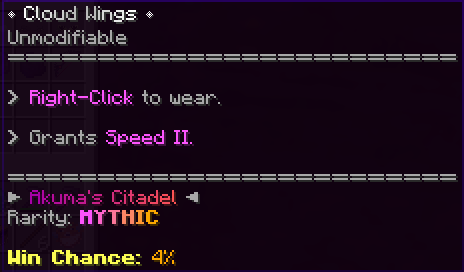 ◈ Cloud Wings ◈
Unmodifiable
================================
> Right-Click to wear.
> Grants Speed II.
================================
► Akuma's Citadel ◄
Rarity: MYTHIC
Win Chance: 4%